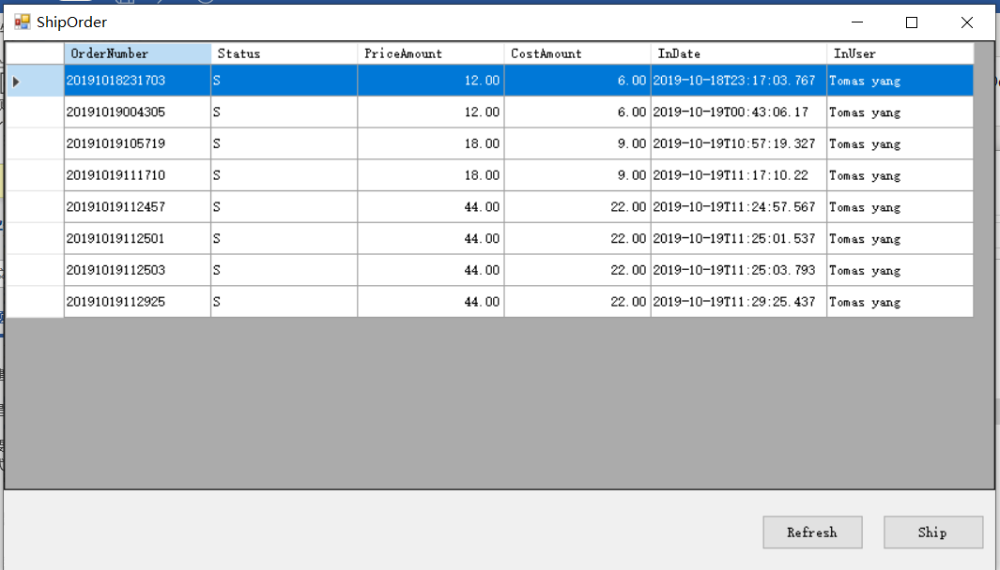 ShipOrder
OrderNumber Status PriceAmount CostAmount InDate InUser
20191018231703 S 12.00 6.00 2019-10-18T23:17:03.767 Tomas yang
20191019004305 S 12.00 6.00 2019-10-19T00:43:06.17 Tomas yang
20191019105719 S 18.00 9.00 2019-10-19T10:57:19.327 Tomas yang
20191019111710 S 18.00 9.00 2019-10-19T11:17:10.22 Tomas yang
20191019112457 S 44.00 22.00 2019-10-19T11:24:57.567 Tomas yang
20191019112501 S 44.00 22.00 2019-10-19T11:25:01.537 Tomas yang
20191019112503 S 44.00 22.00 2019-10-19T11:25:03.793 Tomas yang
20191019112925 S 44.00 22.00 2019-10-19T11:29:25.437 Tomas yang
Refresh Ship